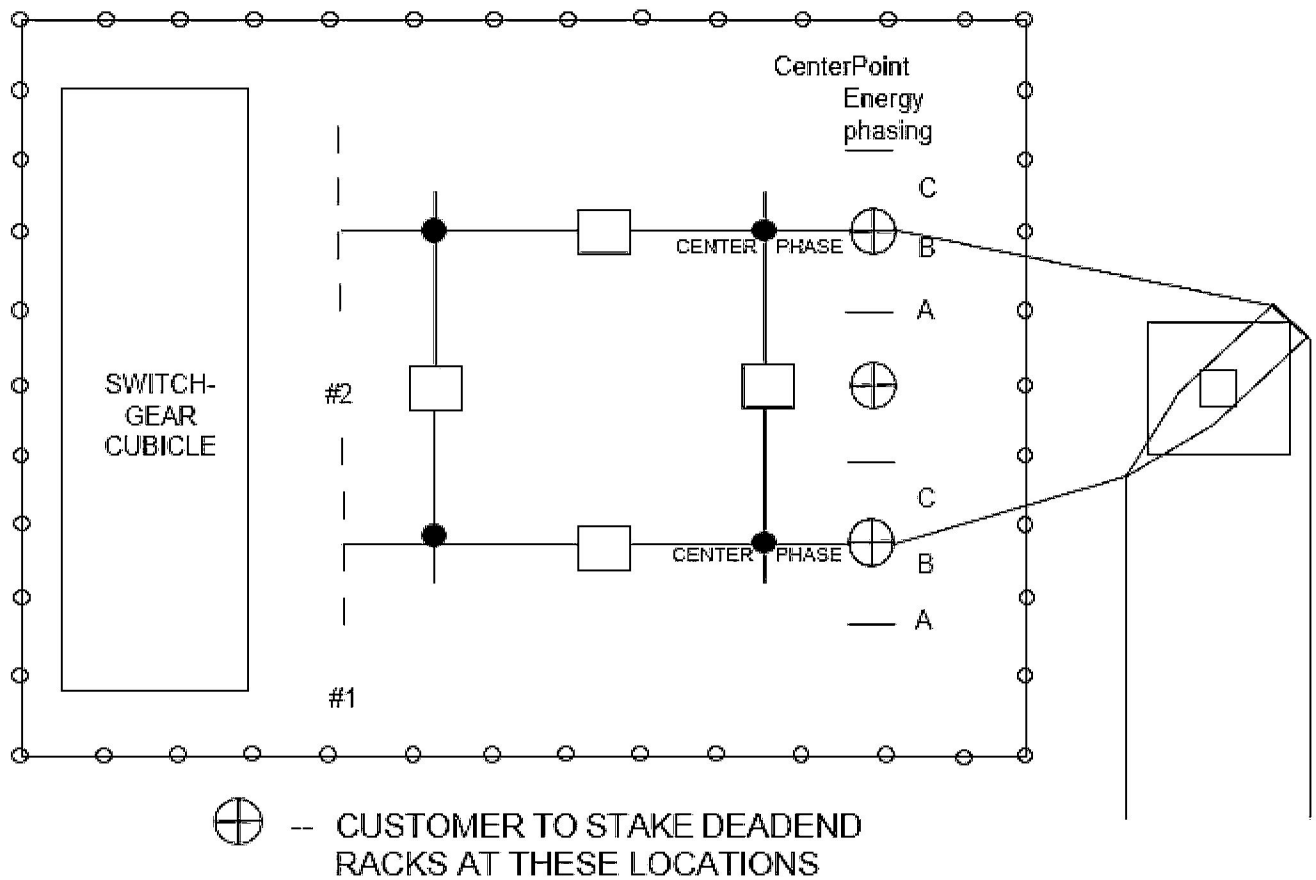 CenterPoint
Energy
phasing
C
CENTER PHASE
B
A
SWITCH-
GEAR
CUBICLE
#2
C
CENTER PHASE
B
A
#1
-- CUSTOMER TO STAKE DEADEND
RACKS AT THESE LOCATIONS